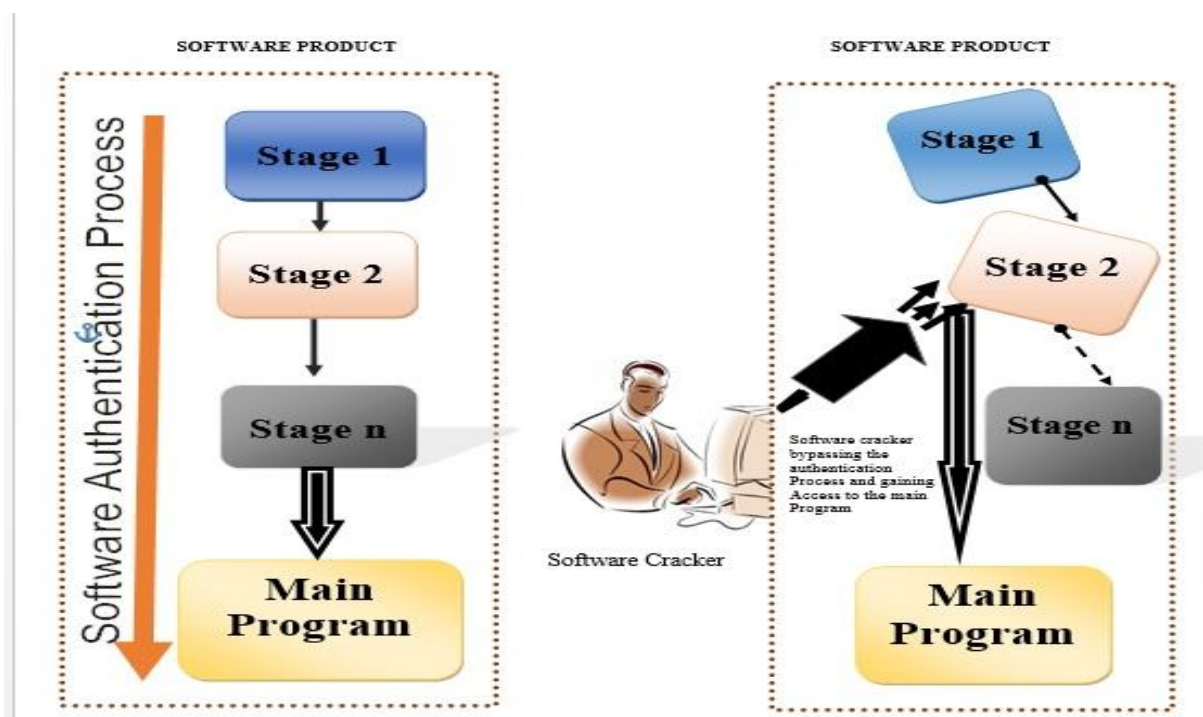 SOFTWARE PRODUCT
Software Authentication Process
Stage 1
Stage 2
Stage n
Main
Program
Software Cracker
SOFTWARE PRODUCT
Stage 1
Stage 2
Stage n
Software cracker
bypassing the
authentication
Process and gaining
Access to the main
Program
Main
Program